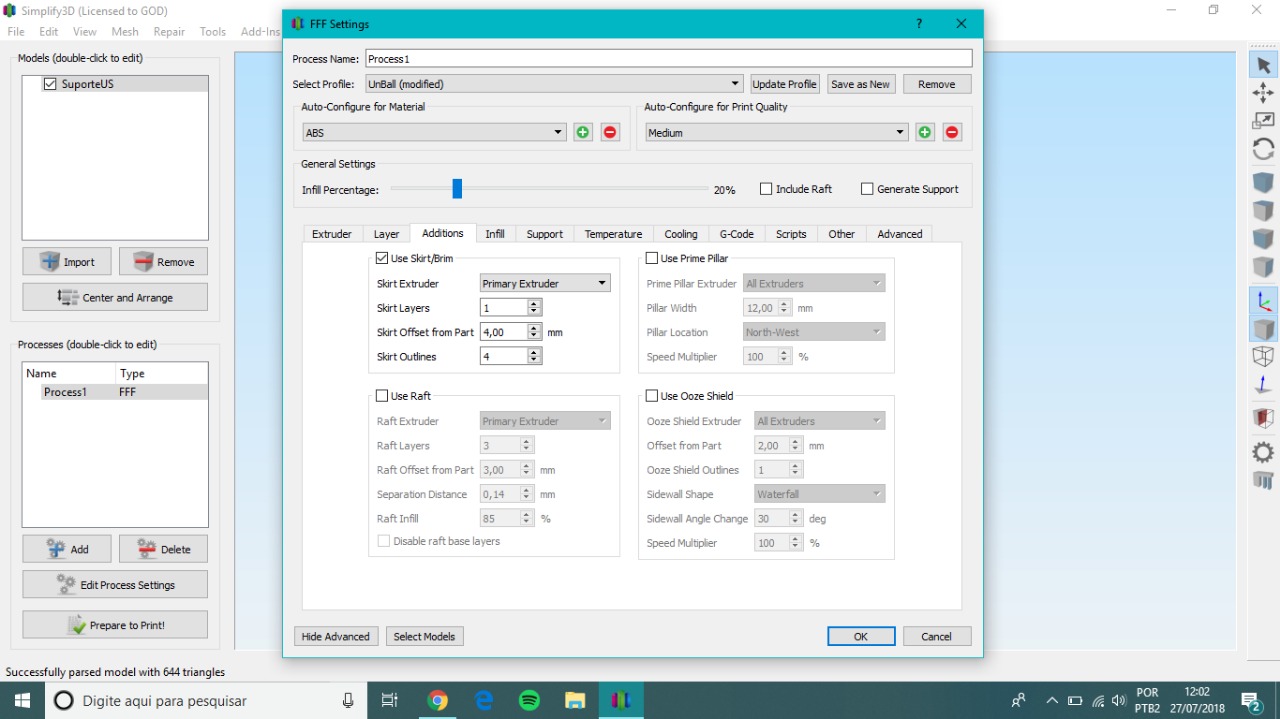 Simplify3D (Licensed to GOD)
File Edit View Mesh Repair Tools Add-Ins
Models (double-click to edit)
SuporteUS
Import Remove
Center and Arrange
Processes (double-click to edit)
Name Type
Process1 FFF
Add Delete
Edit Process Settings
Prepare to Print!
Successfully parsed model with 644 triangles
FFF Settings ?
Process Name: Process1
Select Profile: UnBall (modified) Update Profile Save as New Remove
Auto-Configure for Material
ABS
Auto-Configure for Print Quality
Medium
General Settings
Infill Percentage: 20% Include Raft Generate Support
Extruder Layer Additions Infill Support Temperature Cooling G-Code Scripts Other Advanced
Use Skirt/Brim
Skirt Extruder Primary Extruder
Skirt Layers 1
Skirt Offset from Part 4,00 mm
Skirt Outlines 4
Use Prime Pillar
Prime Pillar Extruder All Extruders
Pillar Width 12,00 mm
Pillar Location North-West
Speed Multiplier 100 %
Use Raft
Raft Extruder Primary Extruder
Raft Layers 3
Raft Offset from Part 3,00 mm
Separation Distance 0,14 mm
Raft Infill 85 %
Disable raft base layers
Use Ooze Shield
Ooze Shield Extruder All Extruders
Offset from Part 2,00 mm
Ooze Shield Outlines 1
Sidewall Shape Waterfall
Sidewall Angle Change 30 deg
Speed Multiplier 100 %
Hide Advanced Select Models OK Cancel
Digite aqui para pesquisar
POR
PTB2
12:02
27/07/2018
2